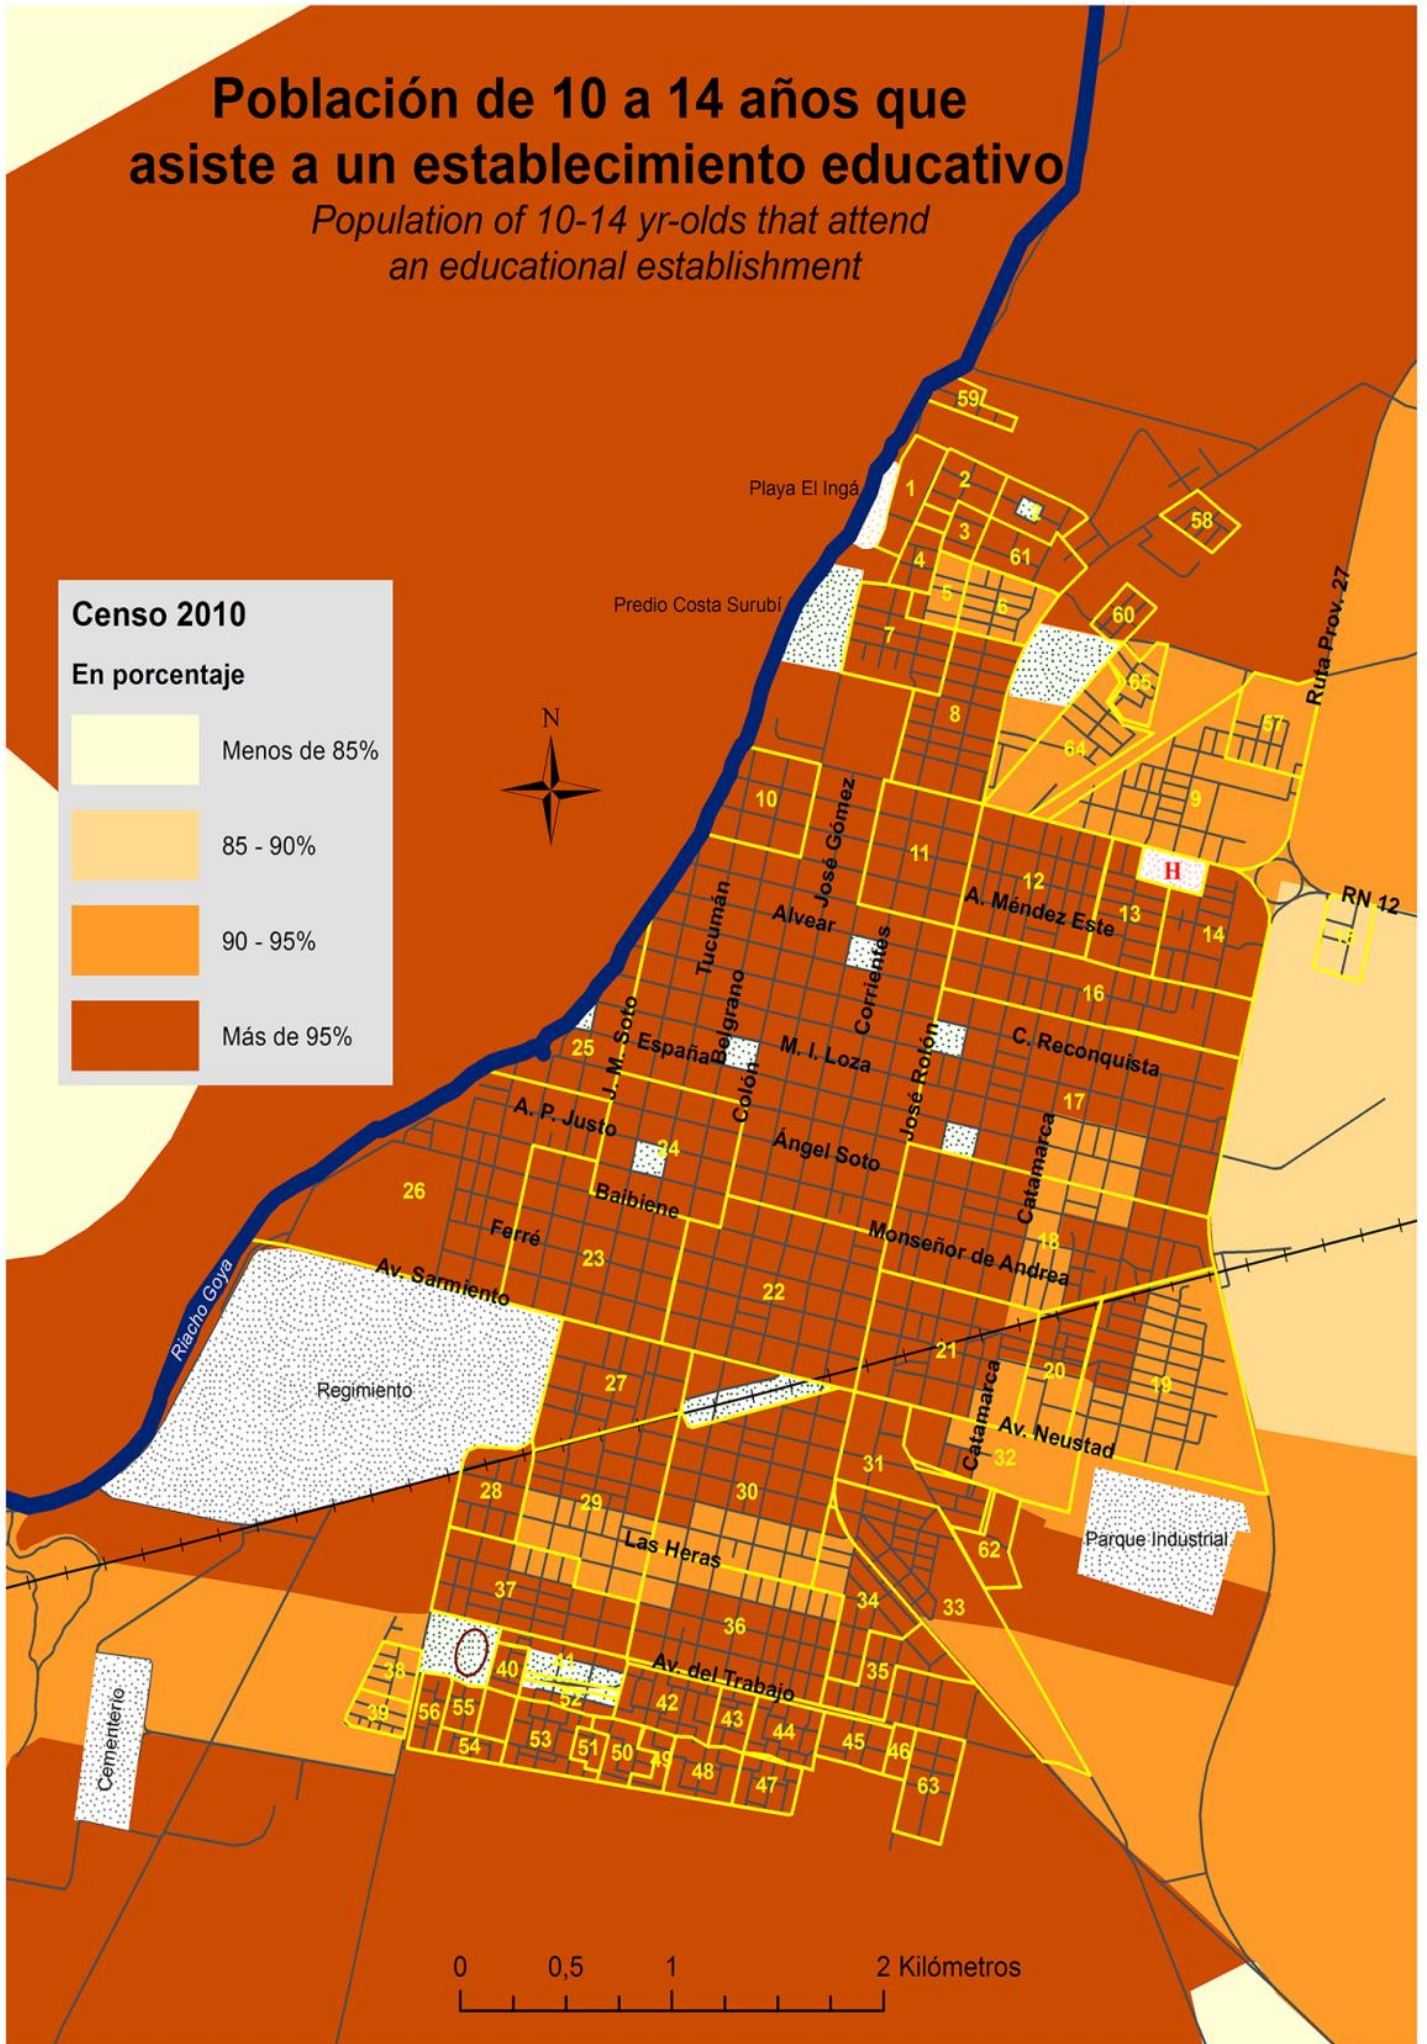 Población de 10 a 14 años que
asiste a un establecimiento educativo
Population of 10-14 yr-olds that attend
an educational establishment
59
Playa El Ingá
1
2
3
61
58
4
5
6
60
Predio Costa Surubí
7
Ruta Prov. 27
65
57
8
64
9
Censo 2010
En porcentaje
Menos de 85%
85 - 90%
90 - 95%
Más de 95%
N
10
José Gómez
11
12
H
A. Méndez Este
13
14
RN 12
Tucumán
Alvear
Corrientes
16
J. M. Soto
25
España
Belgrano
M. I. Loza
José Rolón
C. Reconquista
17
A. P. Justo
Colón
24
Ángel Soto
Catamarca
26
Baibiene
Ferré
23
Monseñor de Andrea
18
Av. Sarmiento
22
Riacho Goya
Regimiento
27
21
20
19
Catamarca
Av. Neustad
32
31
28
29
30
Las Heras
62
Parque Industrial
37
34
33
36
Av. del Trabajo
35
38
40
41
39
56
55
52
42
43
44
54
53
51
50
49
48
47
45
46
63
Cementerio
0 0,5 1 2 Kilómetros